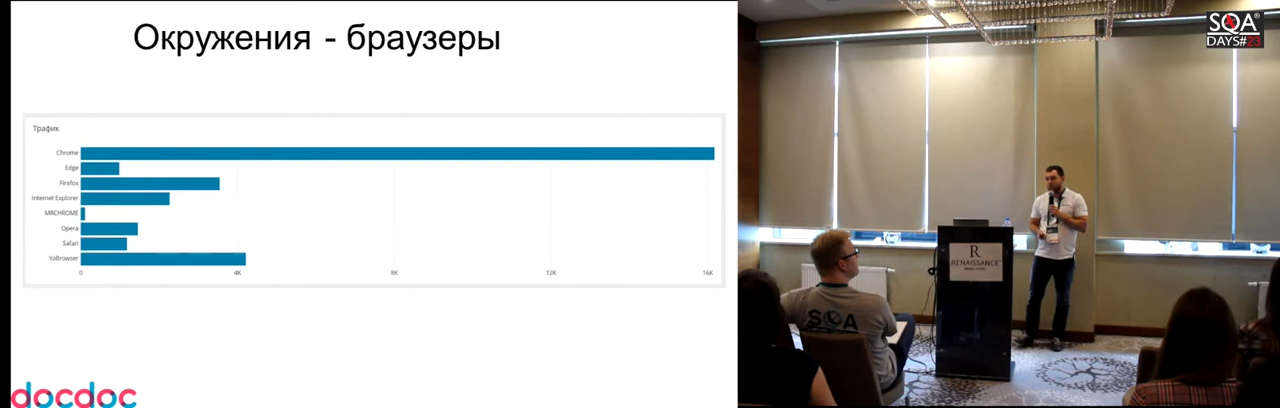 Окружения - браузеры
Трафик
Chrome
Edge
Firefox
Internet Explorer
MRCHROME
Opera
Safari
YaBrowser
0 4K 8K 12K 16K
docdoc
SQA
DAYS#23
R
RENAISSANCE
SQA